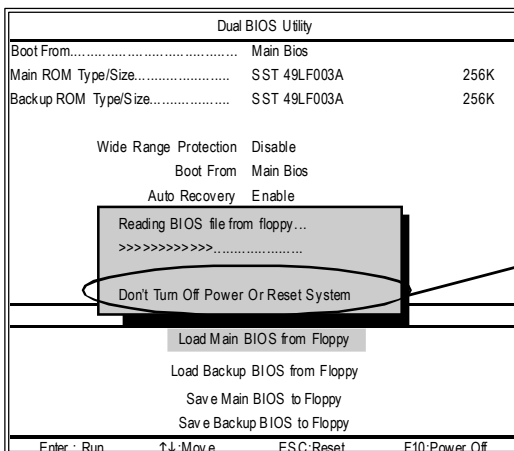 Dual BIOS Utility
Boot From........................................ Main Bios
Main ROM Type/Size....................... SST 49LF003A 256K
Backup ROM Type/Size................... SST 49LF003A 256K
Wide Range Protection Disable
Boot From Main Bios
Auto Recovery Enable
Reading BIOS file from floppy...
>>>>>>>>>>>>.....................
Don't Turn Off Power Or Reset System
Load Main BIOS from Floppy
Load Backup BIOS from Floppy
Save Main BIOS to Floppy
Save Backup BIOS to Floppy
Enter : Run ↑↓:Move ESC:Reset F10:Power Off